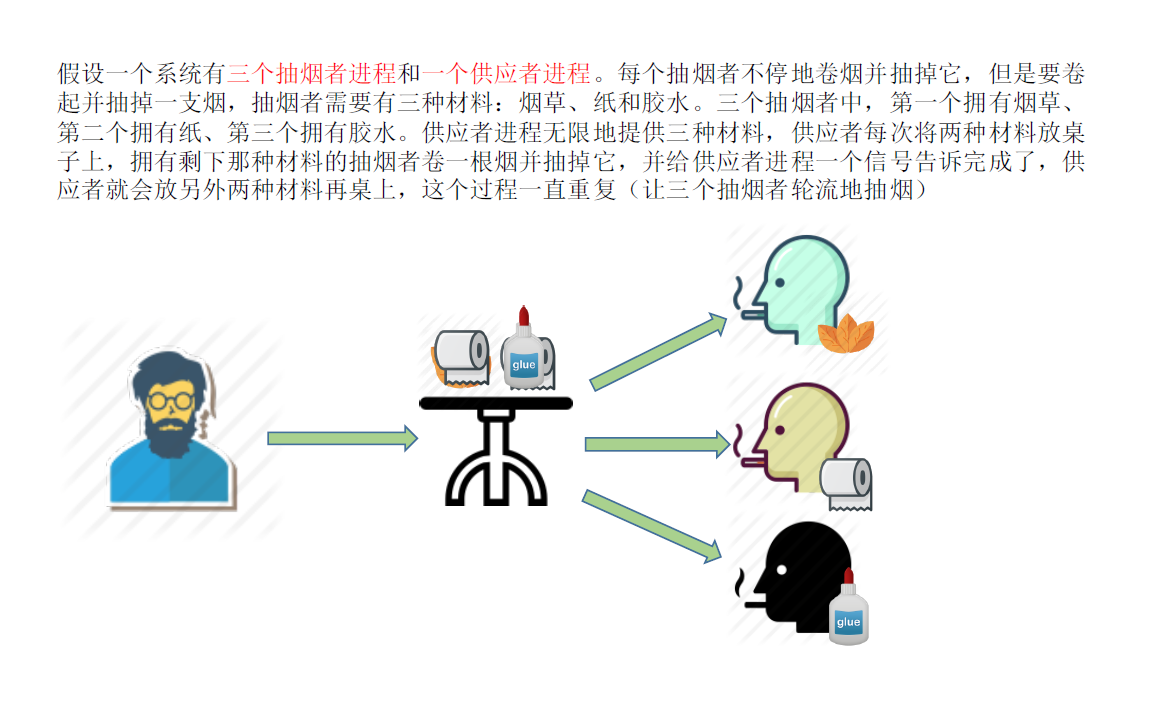 假设一个系统有三个抽烟者进程和一个供应者进程。每个抽烟者不停地卷烟并抽掉它，但是要卷
起并抽掉一支烟，抽烟者需要有三种材料：烟草、纸和胶水。三个抽烟者中，第一个拥有烟草、
第二个拥有纸、第三个拥有胶水。供应者进程无限地提供三种材料，供应者每次将两种材料放桌
子上，拥有剩下那种材料的抽烟者卷一根烟并抽掉它，并给供应者进程一个信号告诉完成了，供
应者就会放另外两种材料再桌上，这个过程一直重复（让三个抽烟者轮流地抽烟）
glue
glue